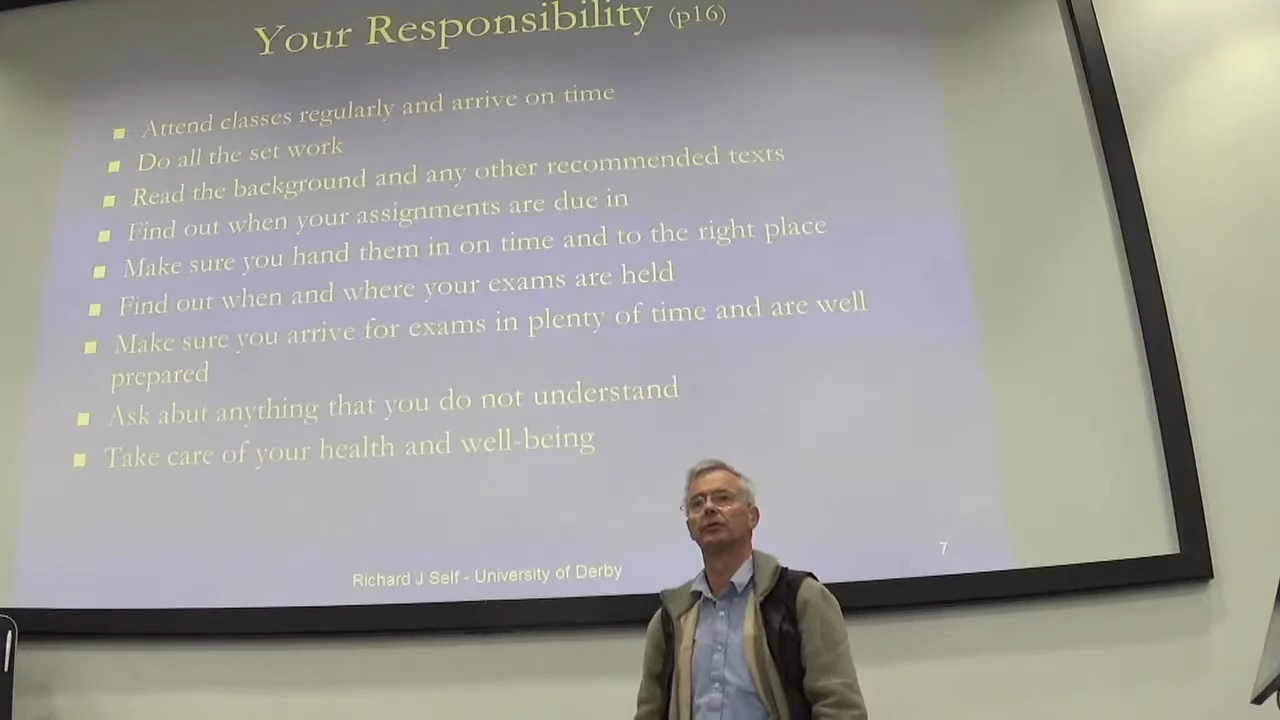 Your Responsibility (p16)
Attend classes regularly and arrive on time
Do all the set work
Read the background and any other recommended texts
Find out when your assignments are due in
Make sure you hand them in on time and to the right place
Find out when and where your exams are held
Make sure you arrive for exams in plenty of time and are well
prepared
Ask abut anything that you do not understand
Take care of your health and well-being
Richard J Self - University of Derby
7